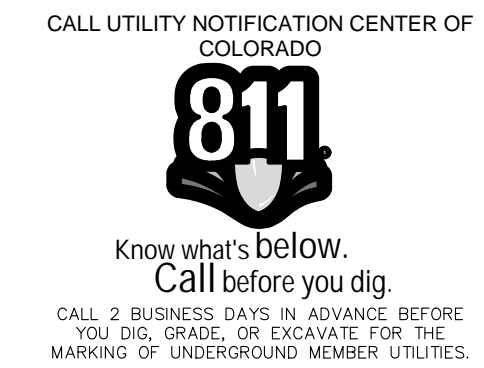 CALL UTILITY NOTIFICATION CENTER OF
COLORADO
811®
Know what's below.
Call before you dig.
CALL 2 BUSINESS DAYS IN ADVANCE BEFORE
YOU DIG, GRADE, OR EXCAVATE FOR THE
MARKING OF UNDERGROUND MEMBER UTILITIES.